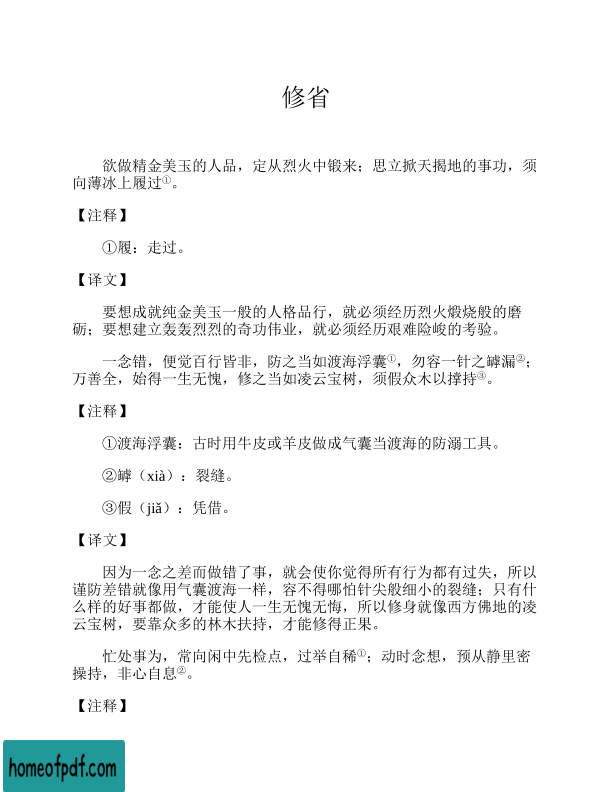 修省
欲做精金美玉的人品，定从烈火中锻来；思立掀天揭地的事功，须
向薄冰上履过①。
【注释】
①履：走过。
【译文】
要想成就纯金美玉一般的人格品行，就必须经历烈火煅烧般的磨
砺；要想建立轰轰烈烈的奇功伟业，就必须经历艰难险峻的考验。
一念错，便觉百行皆非，防之当如渡海浮囊①，勿容一针之罅漏②；
万善全，始得一生无愧，修之当如凌云宝树，须假众木以撑持③。
【注释】
①渡海浮囊：古时用牛皮或羊皮做成气囊当渡海的防溺工具。
②罅（xià）：裂缝。
③假（jiǎ）：凭借。
【译文】
因为一念之差而做错了事，就会使你觉得所有行为都有过失，所以
谨防差错就像用气囊渡海一样，容不得哪怕针尖般细小的裂缝；只有什
么样的好事都做，才能使人一生无愧无悔，所以修身就像西方佛地的凌
云宝树，要靠众多的林木扶持，才能修得正果。
忙处事为，常向闲中先检点，过举自稀①；动时念想，预从静里密
操持，非心自息②。
【注释】
homeofpdf.com